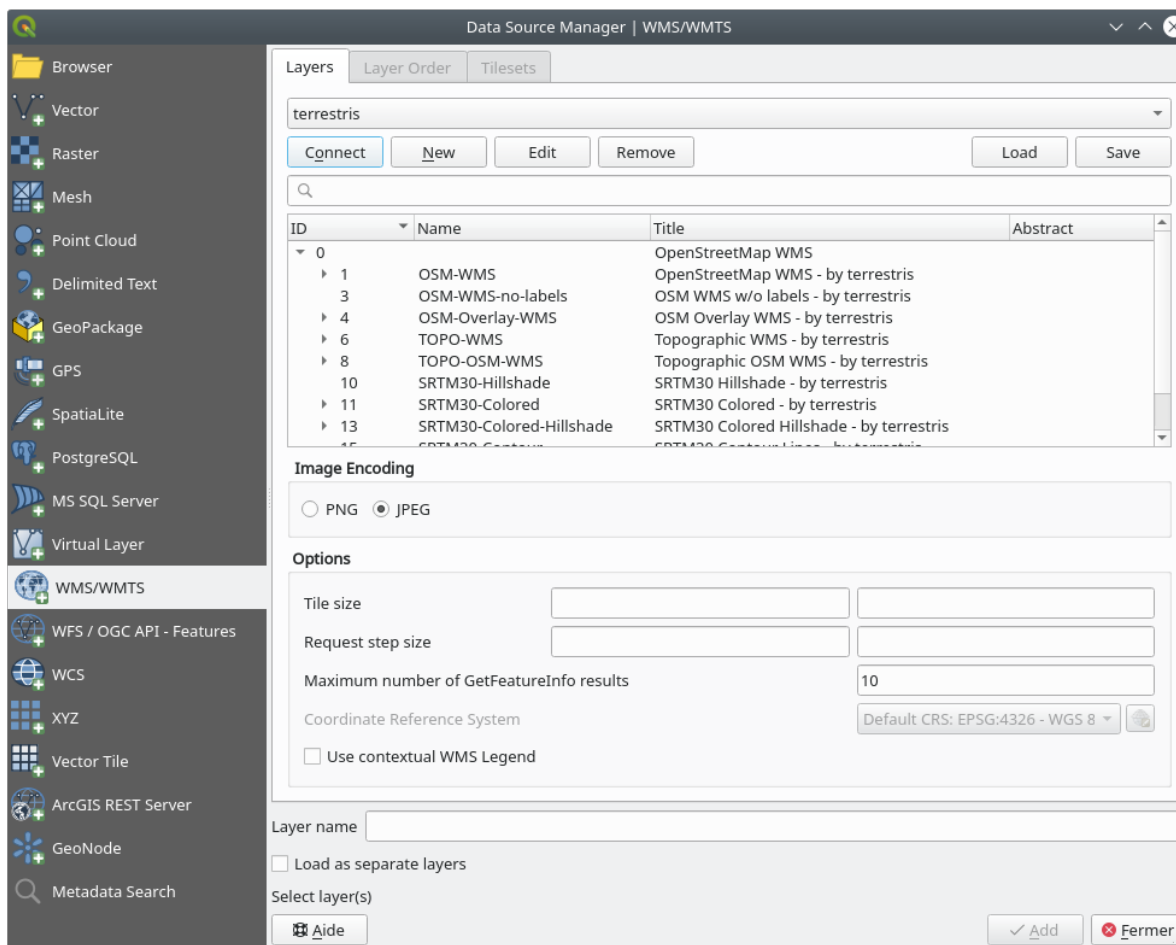 Data Source Manager | WMS/WMTS
Browser
Vector
Raster
Mesh
Point Cloud
Delimited Text
GeoPackage
GPS
SpatiaLite
PostgreSQL
MS SQL Server
Virtual Layer
WMS/WMTS
WFS / OGC API - Features
WCS
XYZ
Vector Tile
ArcGIS REST Server
GeoNode
Metadata Search
Layers Layer Order Tilesets
terrestris
Connect New Edit Remove Load Save
ID Name Title Abstract
0 OpenStreetMap WMS
1 OSM-WMS OpenStreetMap WMS - by terrestris
3 OSM-WMS-no-labels OSM WMS w/o labels - by terrestris
4 OSM-Overlay-WMS OSM Overlay WMS - by terrestris
6 TOPO-WMS Topographic WMS - by terrestris
8 TOPO-OSM-WMS Topographic OSM WMS - by terrestris
10 SRTM30-Hillshade SRTM30 Hillshade - by terrestris
11 SRTM30-Colored SRTM30 Colored - by terrestris
13 SRTM30-Colored-Hillshade SRTM30 Colored Hillshade - by terrestris
15 SRTM30-Contour SRTM30 Contour Lines - by terrestris
Image Encoding
PNG JPEG
Options
Tile size
Request step size
Maximum number of GetFeatureInfo results 10
Coordinate Reference System Default CRS: EPSG:4326 - WGS 8
Use contextual WMS Legend
Layer name
Load as separate layers
Select layer(s)
Aide Add Fermer